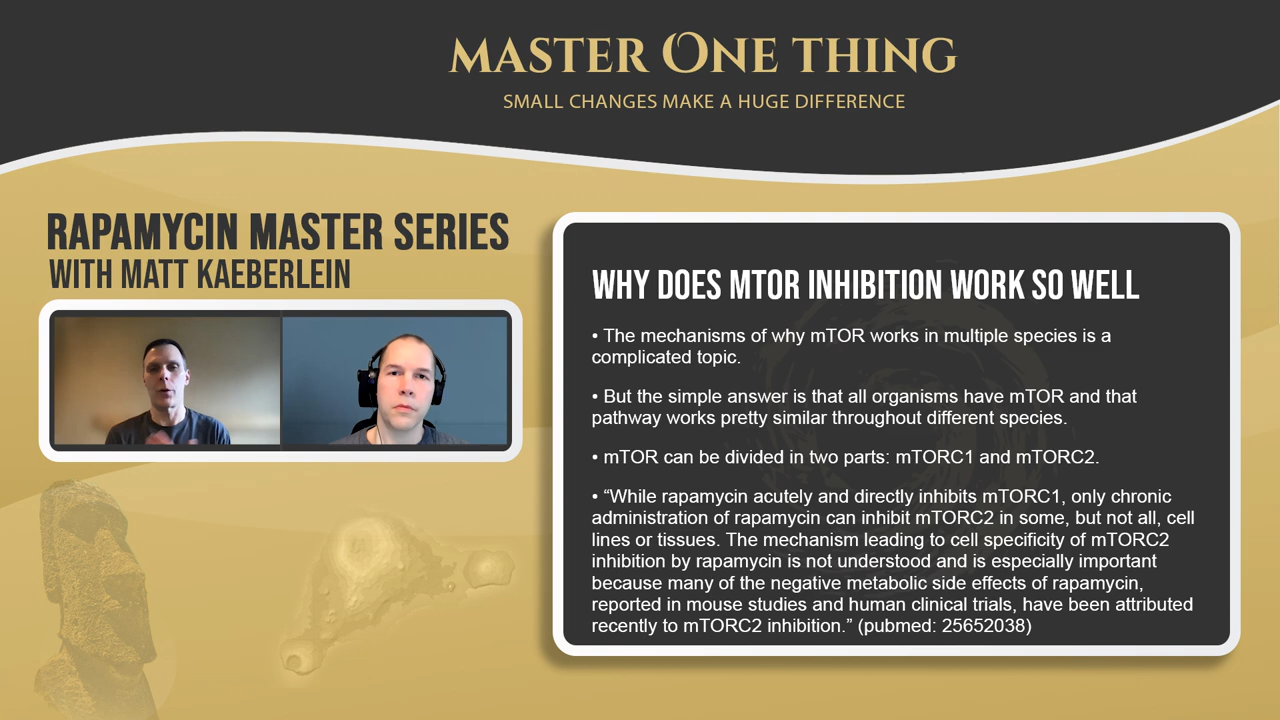 MASTER ONE THING
SMALL CHANGES MAKE A HUGE DIFFERENCE
RAPAMYCIN MASTER SERIES
WITH MATT KAEBERLEIN
WHY DOES MTOR INHIBITION WORK SO WELL
• The mechanisms of why mTOR works in multiple species is a
complicated topic.
• But the simple answer is that all organisms have mTOR and that
pathway works pretty similar throughout different species.
• mTOR can be divided in two parts: mTORC1 and mTORC2.
• “While rapamycin acutely and directly inhibits mTORC1, only chronic
administration of rapamycin can inhibit mTORC2 in some, but not all, cell
lines or tissues. The mechanism leading to cell specificity of mTORC2
inhibition by rapamycin is not understood and is especially important
because many of the negative metabolic side effects of rapamycin,
reported in mouse studies and human clinical trials, have been attributed
recently to mTORC2 inhibition.” (pubmed: 25652038)